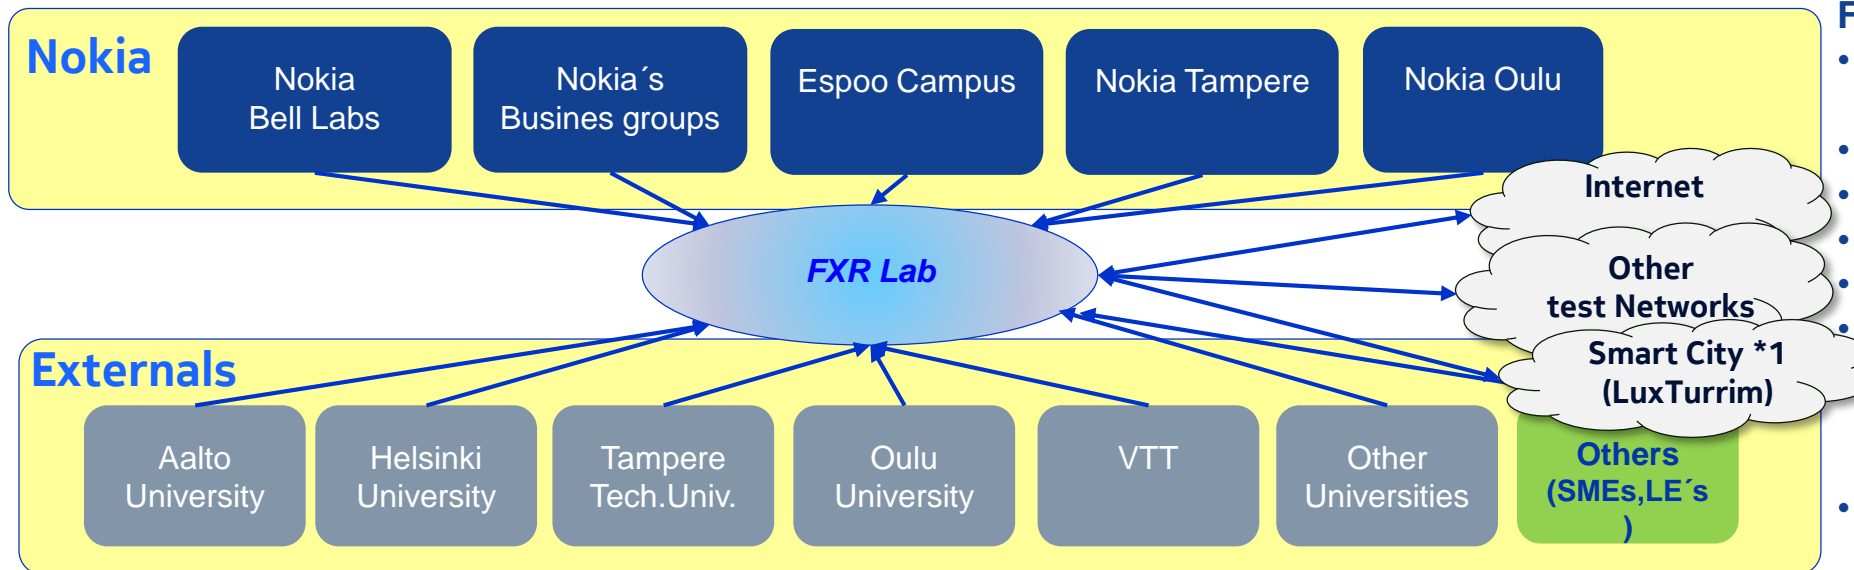 Nokia
Nokia
Bell Labs
Nokia´s
Busines groups
Espoo Campus
Nokia Tampere
Nokia Oulu
F
•
•
•
•
•
•
•
Internet
Other
test Networks
Smart City *1
(LuxTurrim)
FXR Lab
Externals
Aalto
University
Helsinki
University
Tampere
Tech.Univ.
Oulu
University
VTT
Other
Universities
Others
(SMEs,LE´s
)